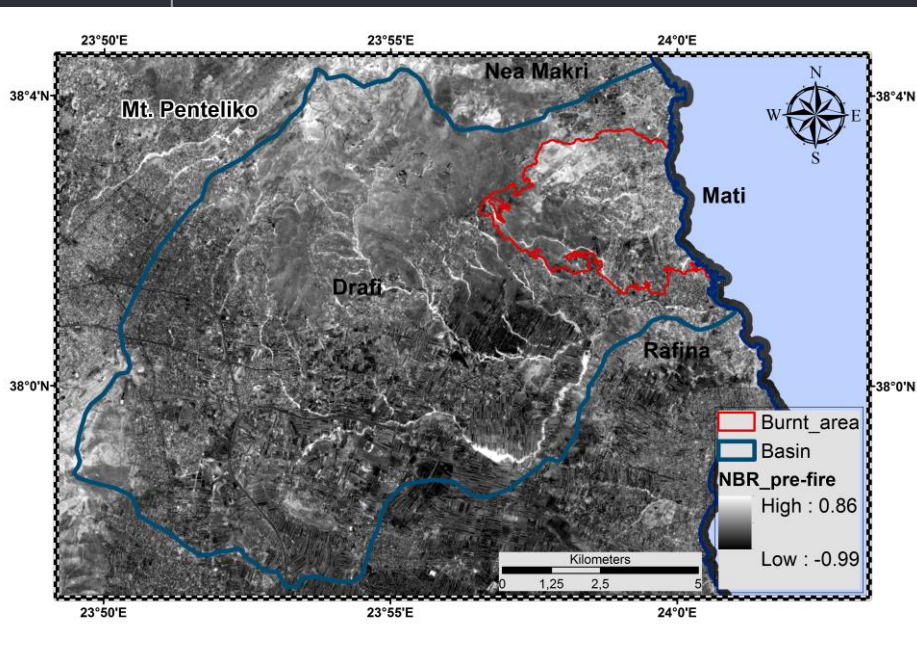 23°50'E 23°55'E 24°0'E
Nea Makri
N
38°4'N 38°4'N
Mt. Penteliko
W E
S
Mati
Drafi
Rafina
38°0'N 38°0'N
Burnt_area
Basin
NBR_pre-fire
High : 0.86
Low : -0.99
Kilometers
0 1,25 2,5 5
23°50'E 23°55'E 24°0'E